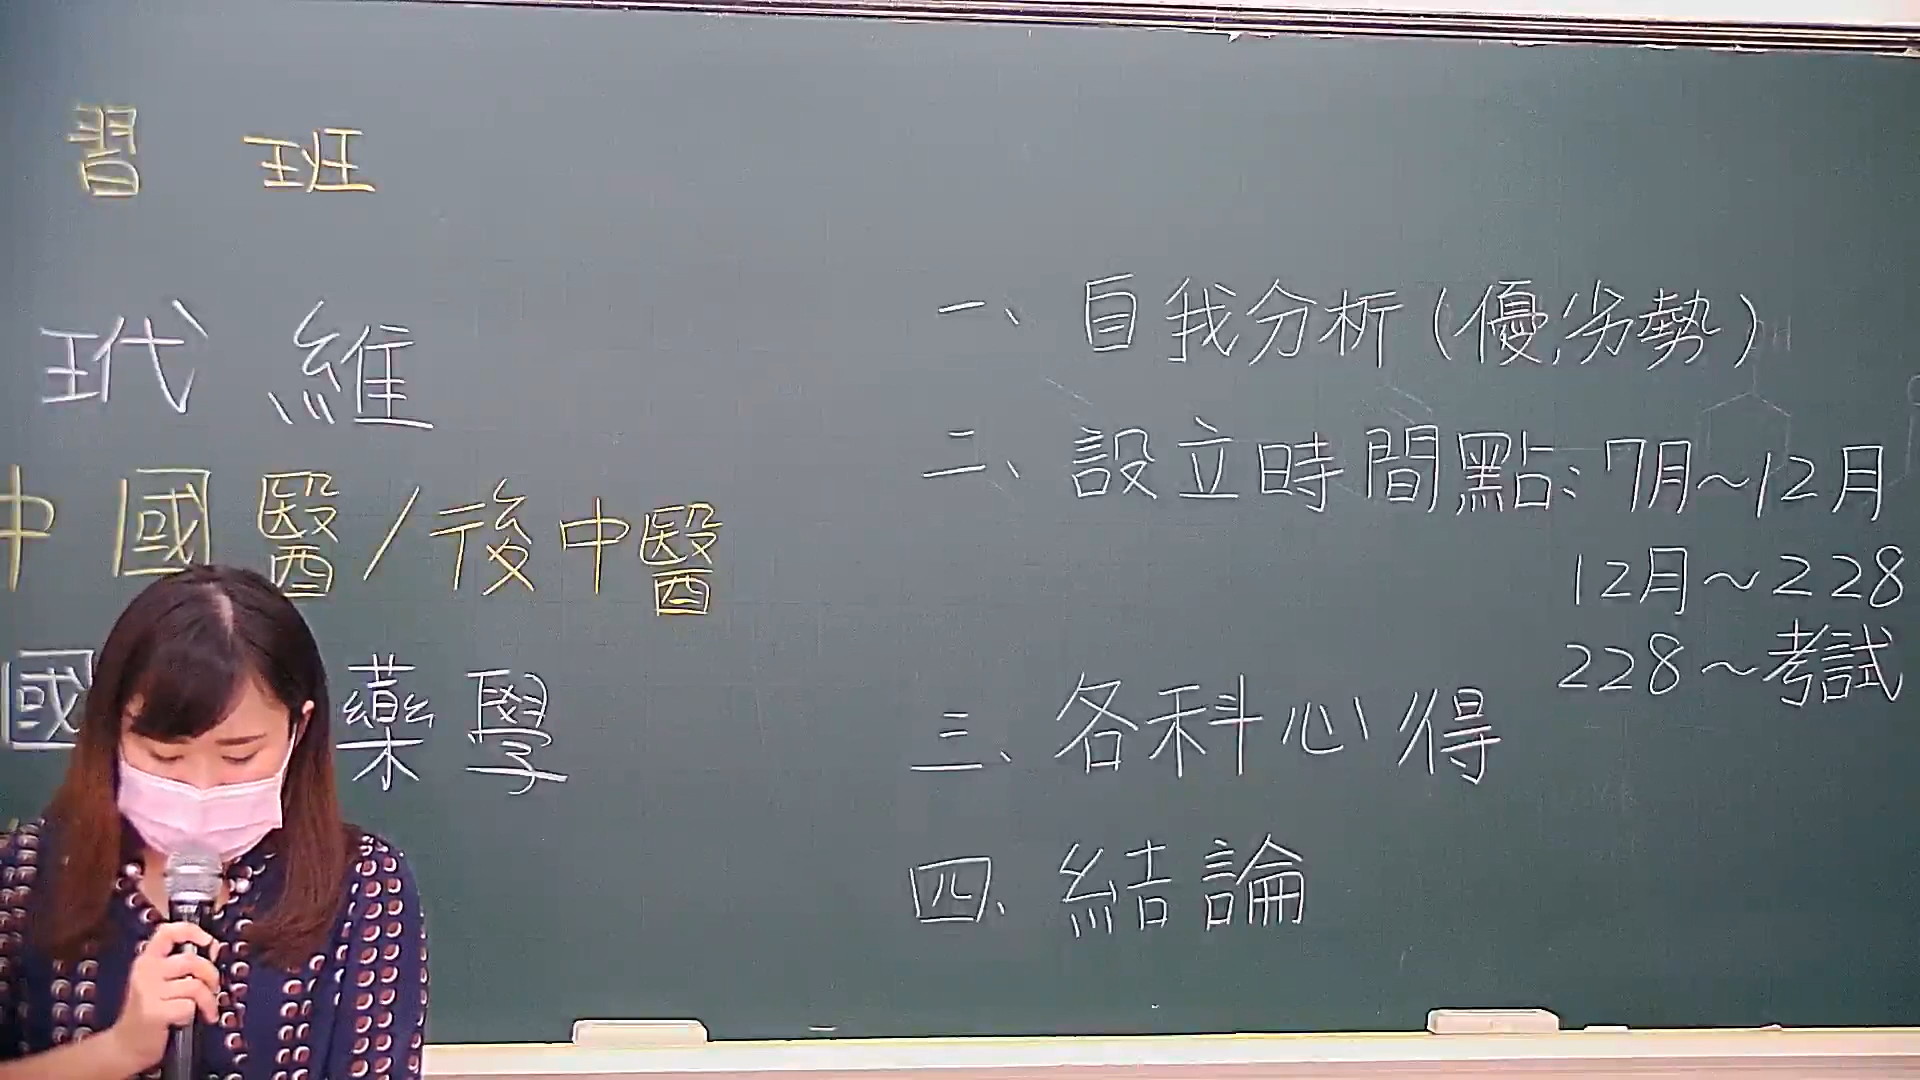 習班
玳維
中國醫/後中醫
國藥學
一、自我分析(優劣勢)
二、設立時間點:7月~12月
12月~228
228~考試
三、各科心得
四、結論